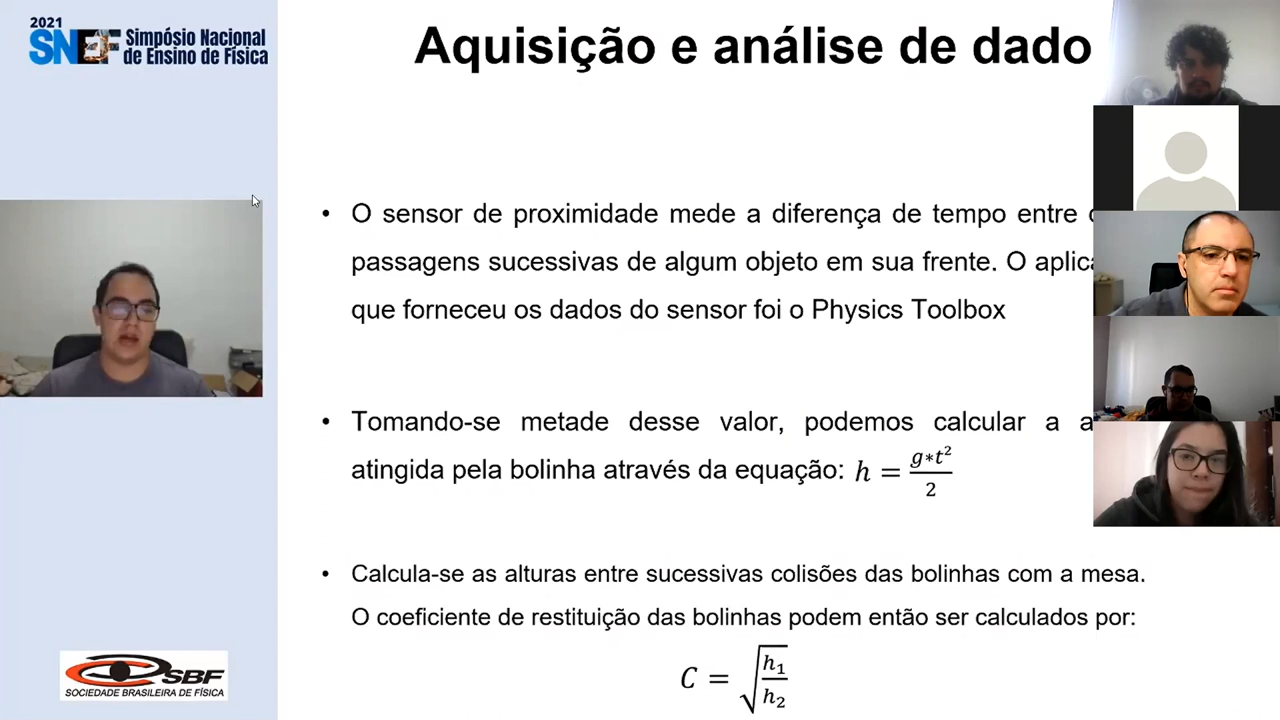 2021
SNEF Simpósio Nacional
de Ensino de Física
Aquisição e análise de dado
• O sensor de proximidade mede a diferença de tempo entre
passagens sucessivas de algum objeto em sua frente. O
que forneceu os dados do sensor foi o Physics Toolbox
• Tomando-se metade desse valor, podemos calcular a
atingida pela bolinha através da equação: h = g*t²/2
• Calcula-se as alturas entre sucessivas colisões das bolinhas com a mesa.
O coeficiente de restituição das bolinhas podem então ser calculados por:
C = √(h₁/h₂)
SBF
SOCIEDADE BRASILEIRA DE FÍSICA